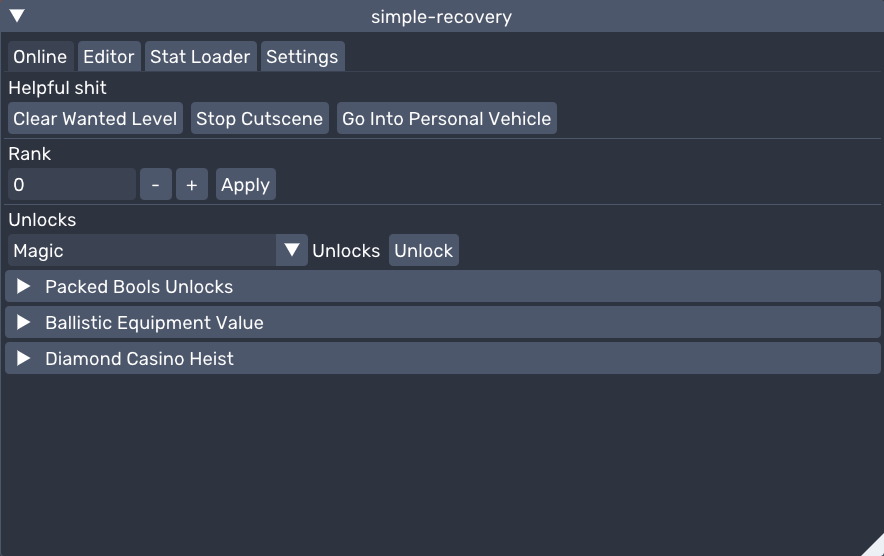 simple-recovery
Online Editor Stat Loader Settings
Helpful shit
Clear Wanted Level Stop Cutscene Go Into Personal Vehicle
Rank
0 - + Apply
Unlocks
Magic Unlocks Unlock
Packed Bools Unlocks
Ballistic Equipment Value
Diamond Casino Heist